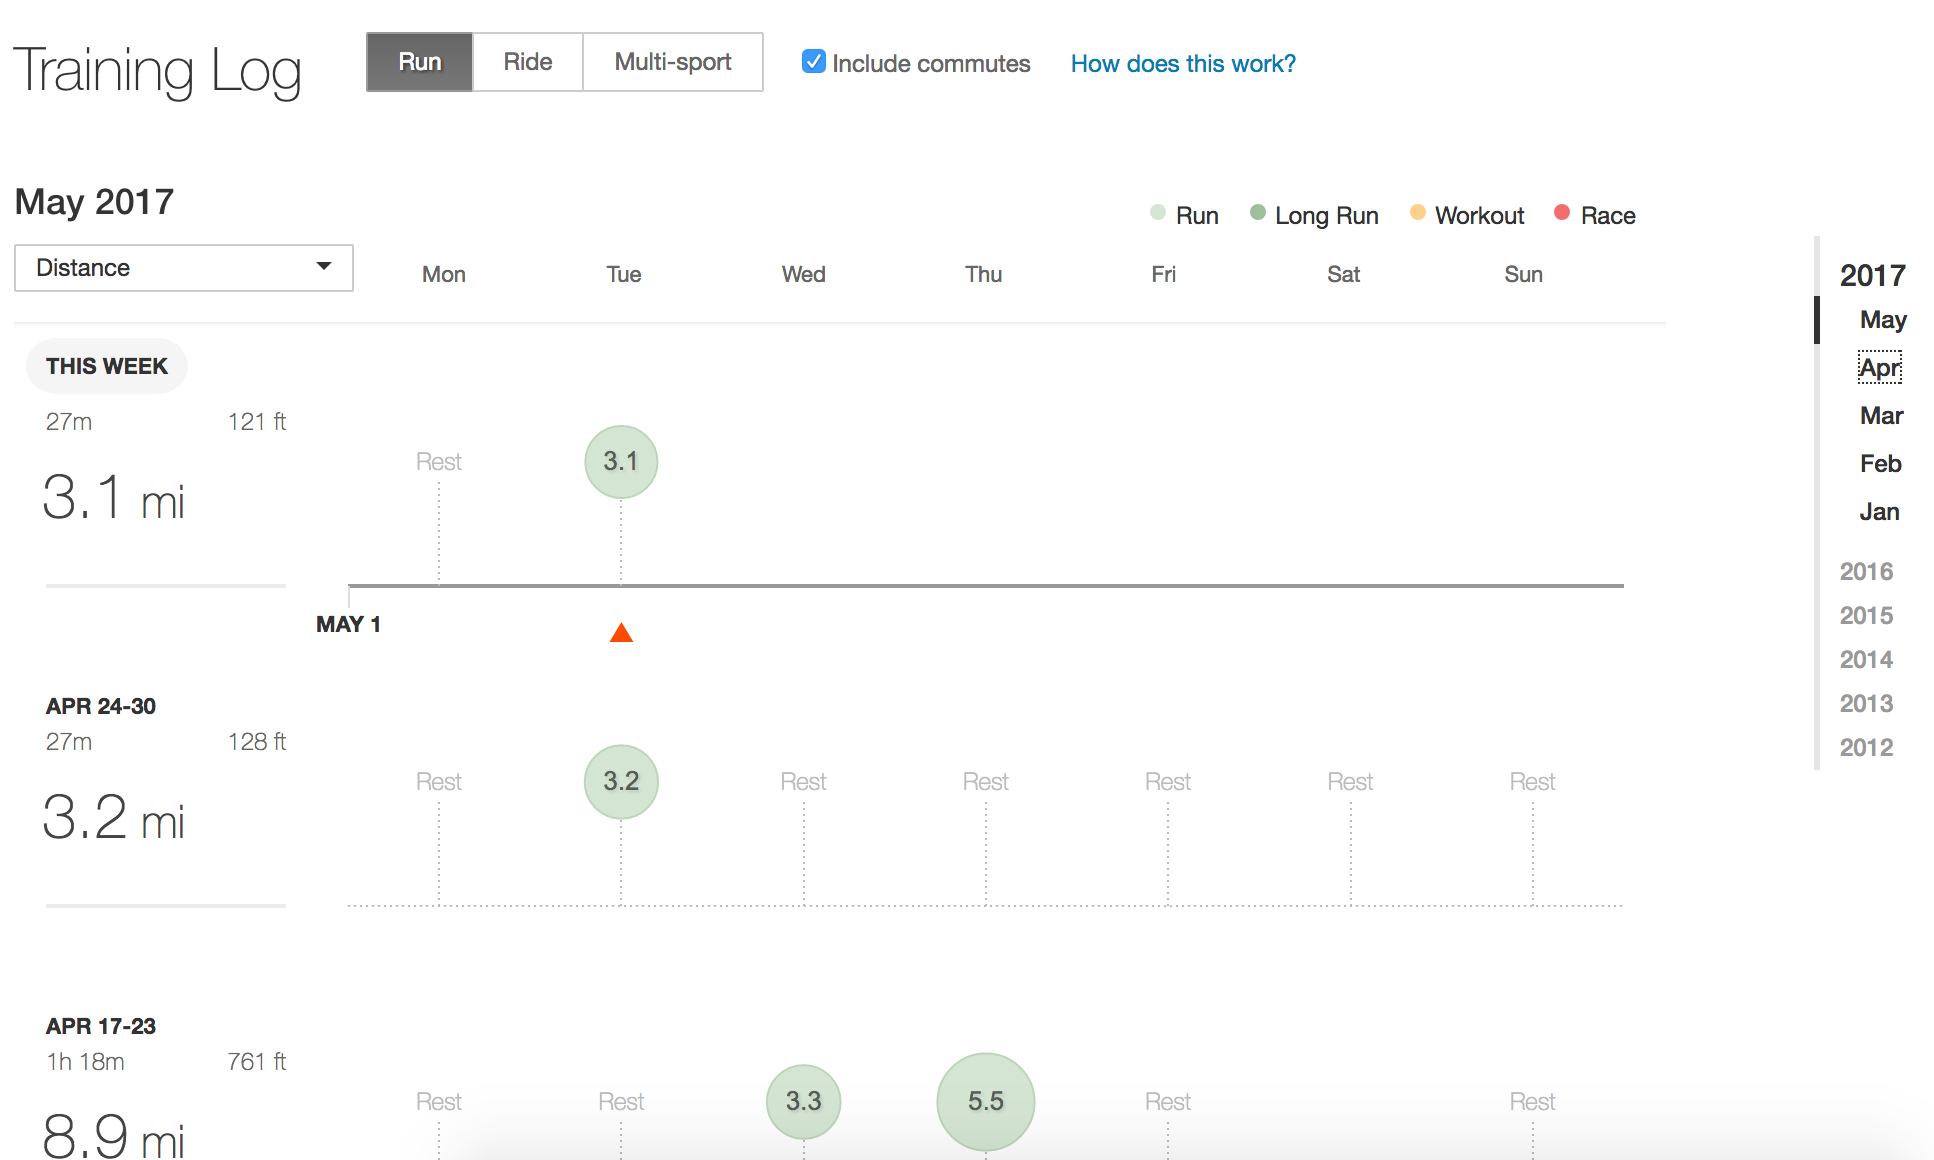 Training Log
Run Ride Multi-sport
Include commutes How does this work?
May 2017
Run Long Run Workout Race
Distance
Mon Tue Wed Thu Fri Sat Sun
THIS WEEK
27m 121 ft
3.1 mi
Rest 3.1
MAY 1
APR 24-30
27m 128 ft
3.2 mi
Rest 3.2 Rest Rest Rest Rest Rest
APR 17-23
1h 18m 761 ft
8.9 mi
Rest Rest 3.3 5.5 Rest Rest
2017
May
Apr
Mar
Feb
Jan
2016
2015
2014
2013
2012